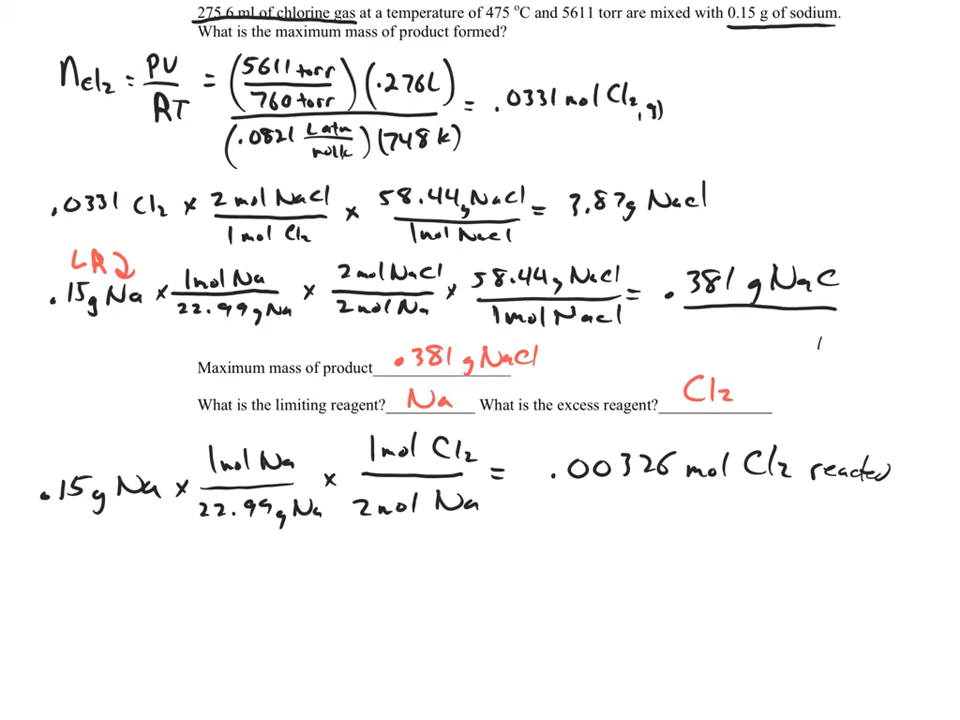 275.6 ml of chlorine gas at a temperature of 475 °C and 5611 torr are mixed with 0.15 g of sodium.
What is the maximum mass of product formed?
nCl2 = PV/RT = (5611 torr/760 torr)(.276L)/(.0821 L atm/mol k)(748 k) = .0331 mol Cl2 (g)
.0331 Cl2 x 2 mol NaCl/1 mol Cl2 x 58.44g NaCl/1 mol NaCl = 3.87g NaCl
LR
.15g Na x 1 mol Na/22.99g Na x 2 mol NaCl/2 mol Na x 58.44g NaCl/1 mol NaCl = .381 g NaC
Maximum mass of product .381 g NaCl
What is the limiting reagent? Na What is the excess reagent? Cl2
.15g Na x 1 mol Na/22.99g Na x 1 mol Cl2/2 mol Na = .00326 mol Cl2 reacted